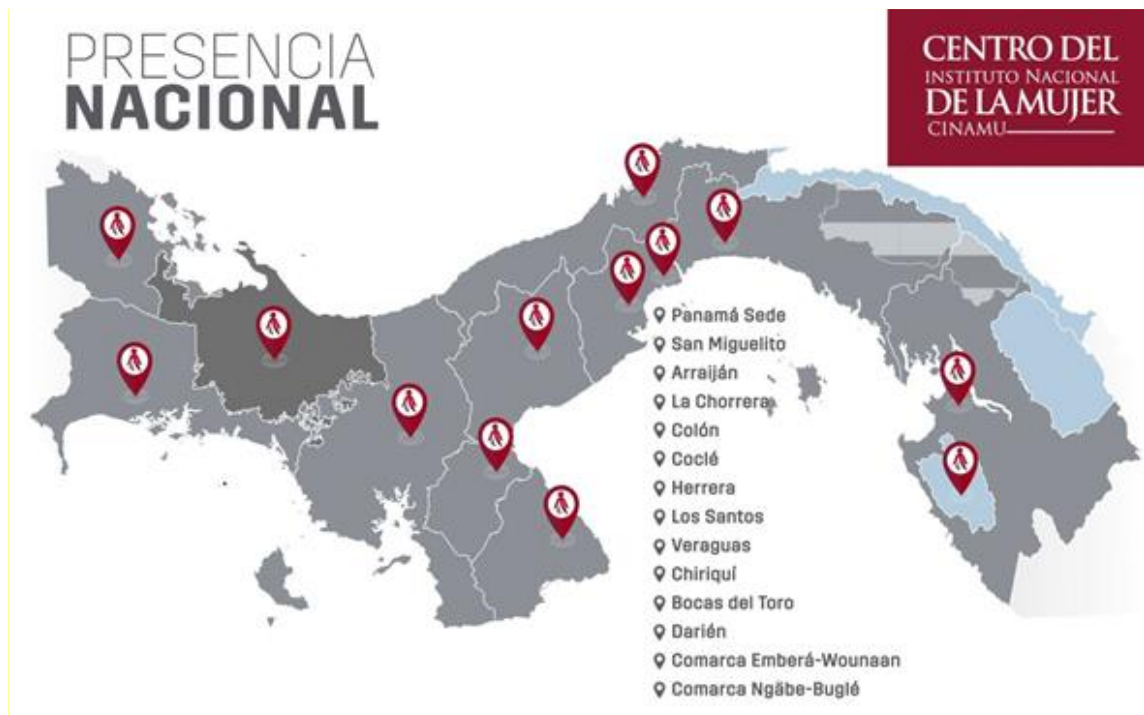 PRESENCIA
NACIONAL
CENTRO DEL
INSTITUTO NACIONAL
DE LA MUJER
CINAMU
Panamá Sede
San Miguelito
Arraiján
La Chorrera
Colón
Coclé
Herrera
Los Santos
Veraguas
Chiriquí
Bocas del Toro
Darién
Comarca Emberá-Wounaan
Comarca Ngäbe-Buglé